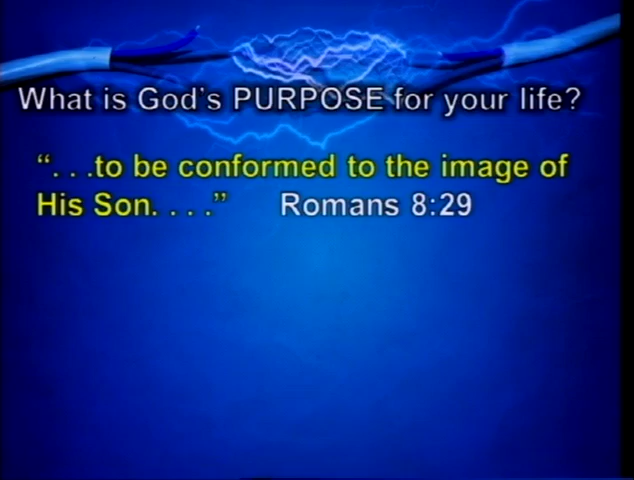 What is God's PURPOSE for your life?
“. . .to be conformed to the image of
His Son. . . .” Romans 8:29